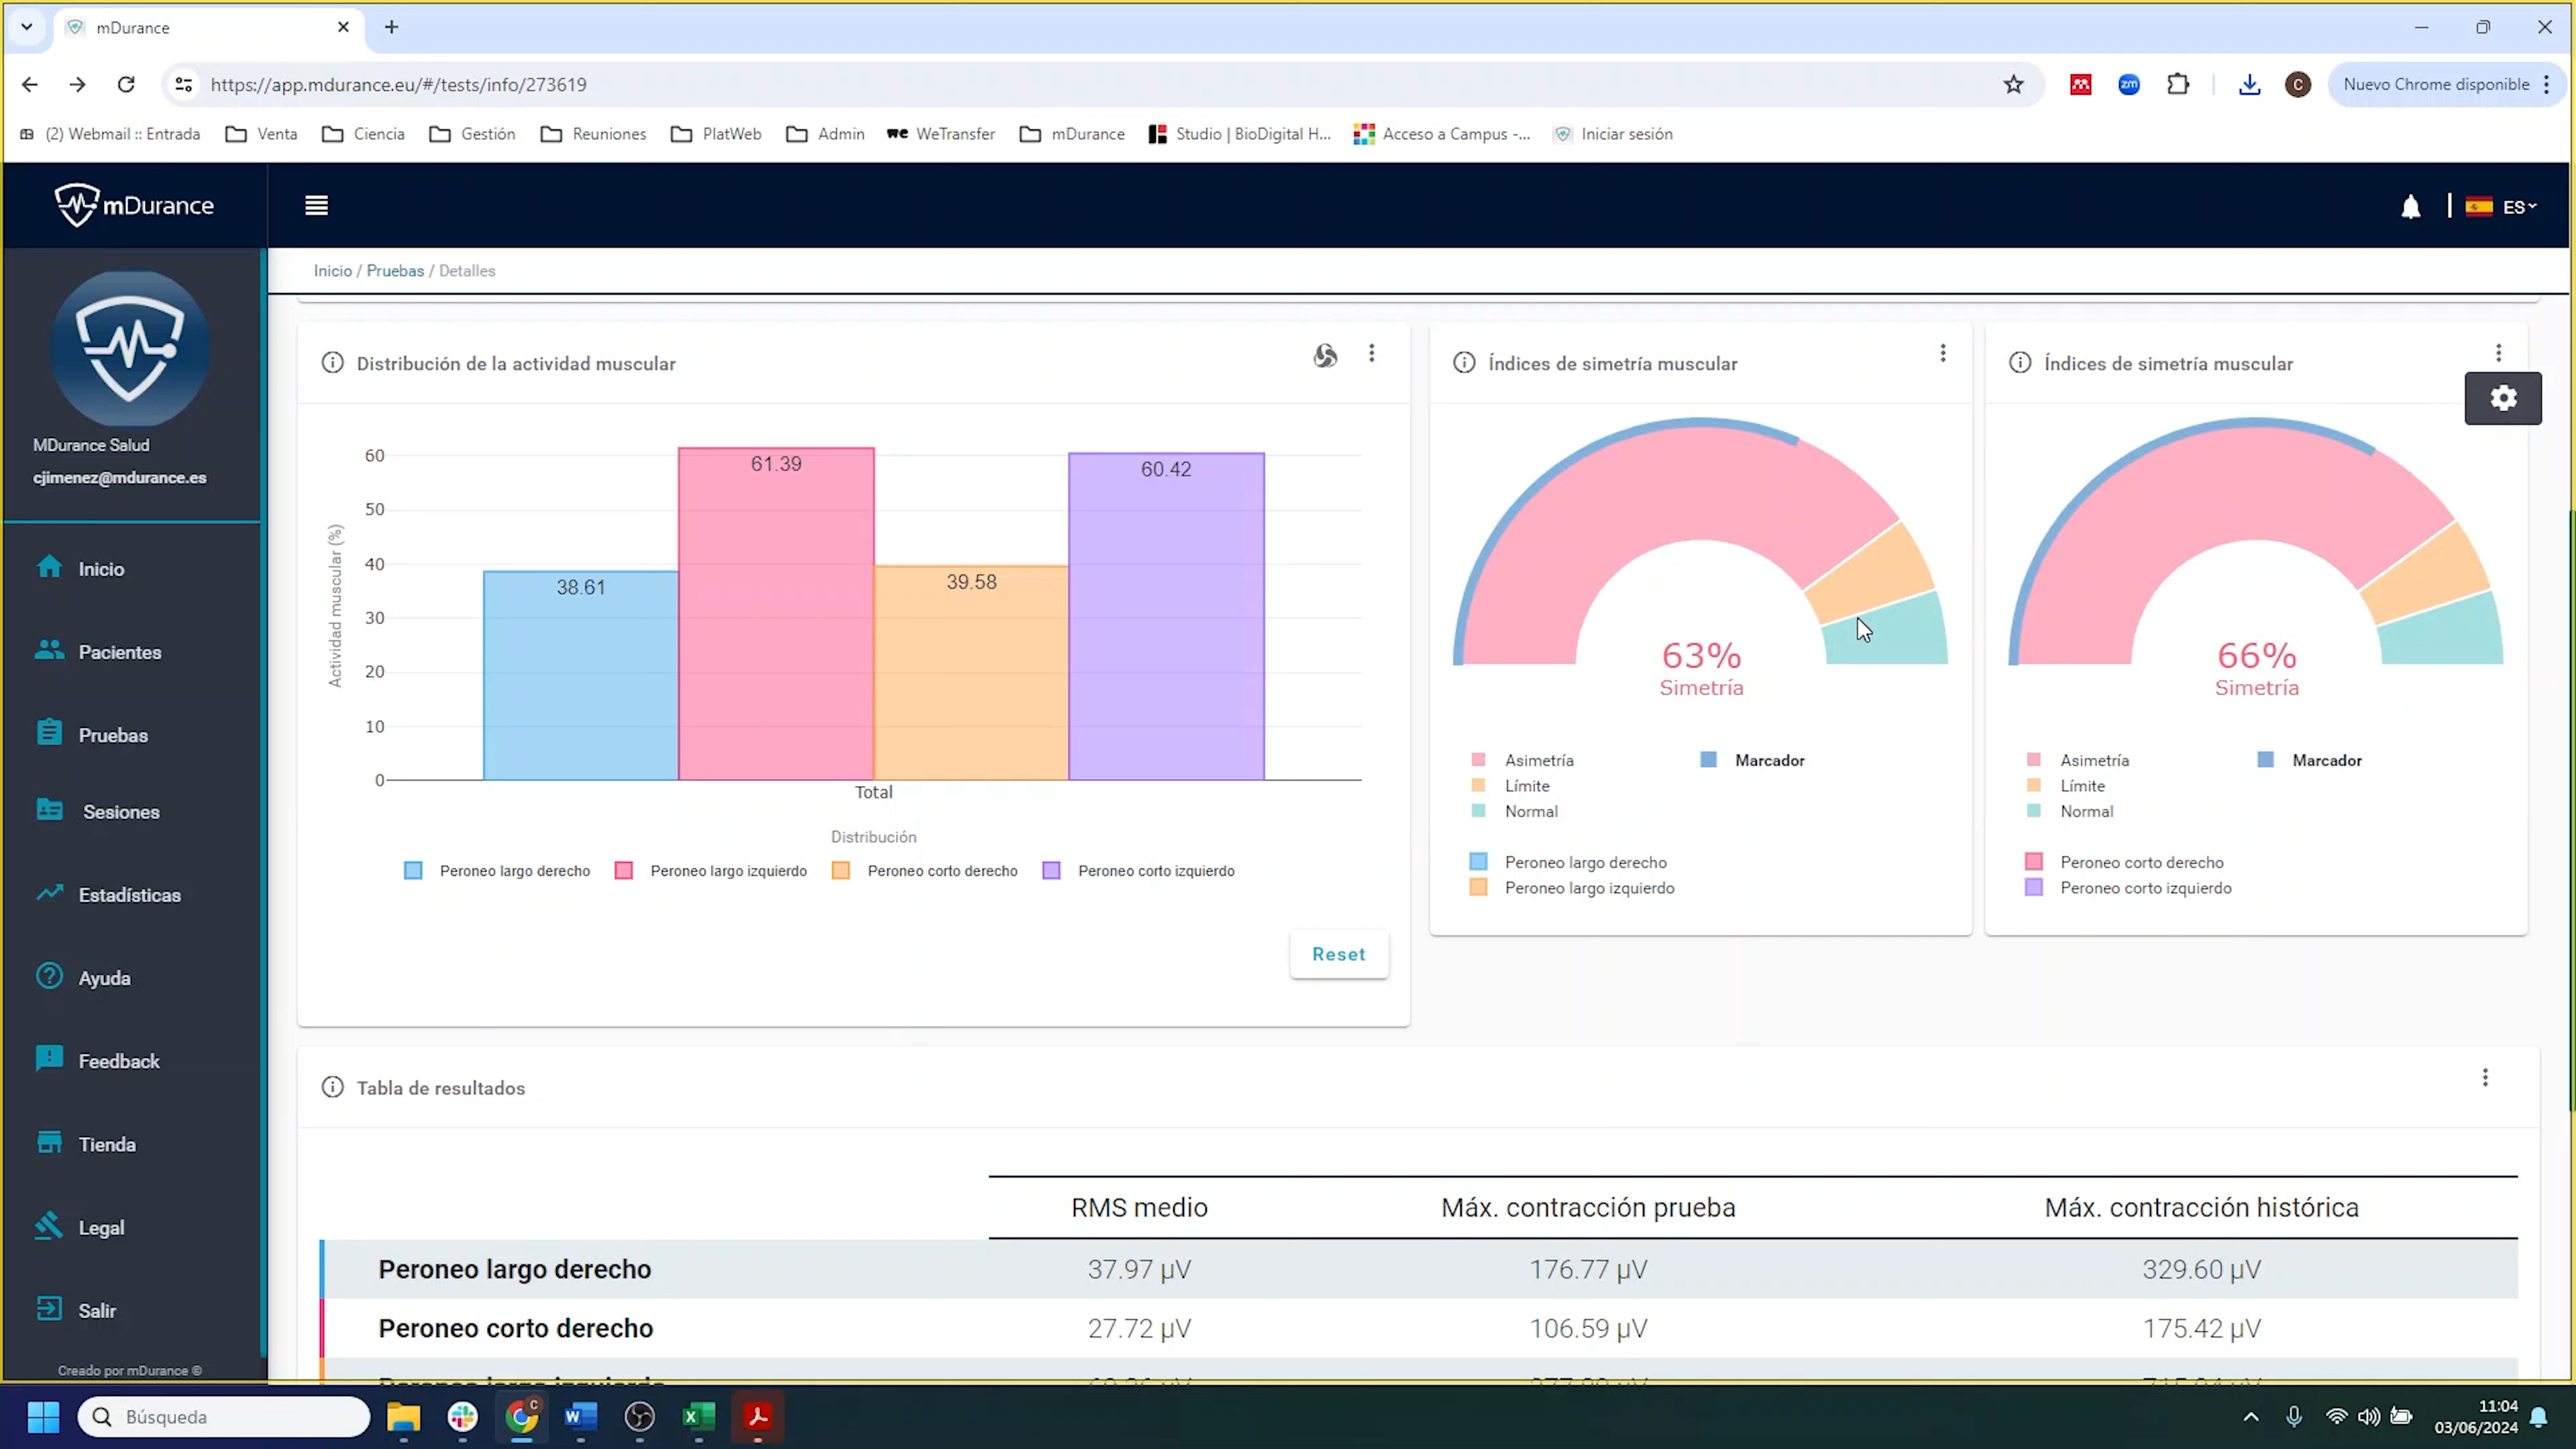 mDurance
https://app.mdurance.eu/#/tests/info/273619
Nuevo Chrome disponible
(2) Webmail :: Entrada
Venta
Ciencia
Gestión
Reuniones
PlatWeb
Admin
WeTransfer
mDurance
Studio | BioDigital H...
Acceso a Campus -...
Iniciar sesión
mDurance
ES
Inicio / Pruebas / Detalles
MDurance Salud
cjimenez@mdurance.es
Inicio
Pacientes
Pruebas
Sesiones
Estadísticas
Ayuda
Feedback
Tienda
Legal
Salir
Creado por mDurance ©
Distribución de la actividad muscular
Actividad muscular (%)
60
50
40
30
20
10
0
38.61
61.39
39.58
60.42
Total
Distribución
Peroneo largo derecho
Peroneo largo izquierdo
Peroneo corto derecho
Peroneo corto izquierdo
Reset
Índices de simetría muscular
63%
Simetría
Asimetría
Marcador
Límite
Normal
Peroneo largo derecho
Peroneo largo izquierdo
Índices de simetría muscular
66%
Simetría
Asimetría
Marcador
Límite
Normal
Peroneo corto derecho
Peroneo corto izquierdo
Tabla de resultados
RMS medio Máx. contracción prueba Máx. contracción histórica
Peroneo largo derecho 37.97 µV 176.77 µV 329.60 µV
Peroneo corto derecho 27.72 µV 106.59 µV 175.42 µV
Búsqueda
11:04
03/06/2024